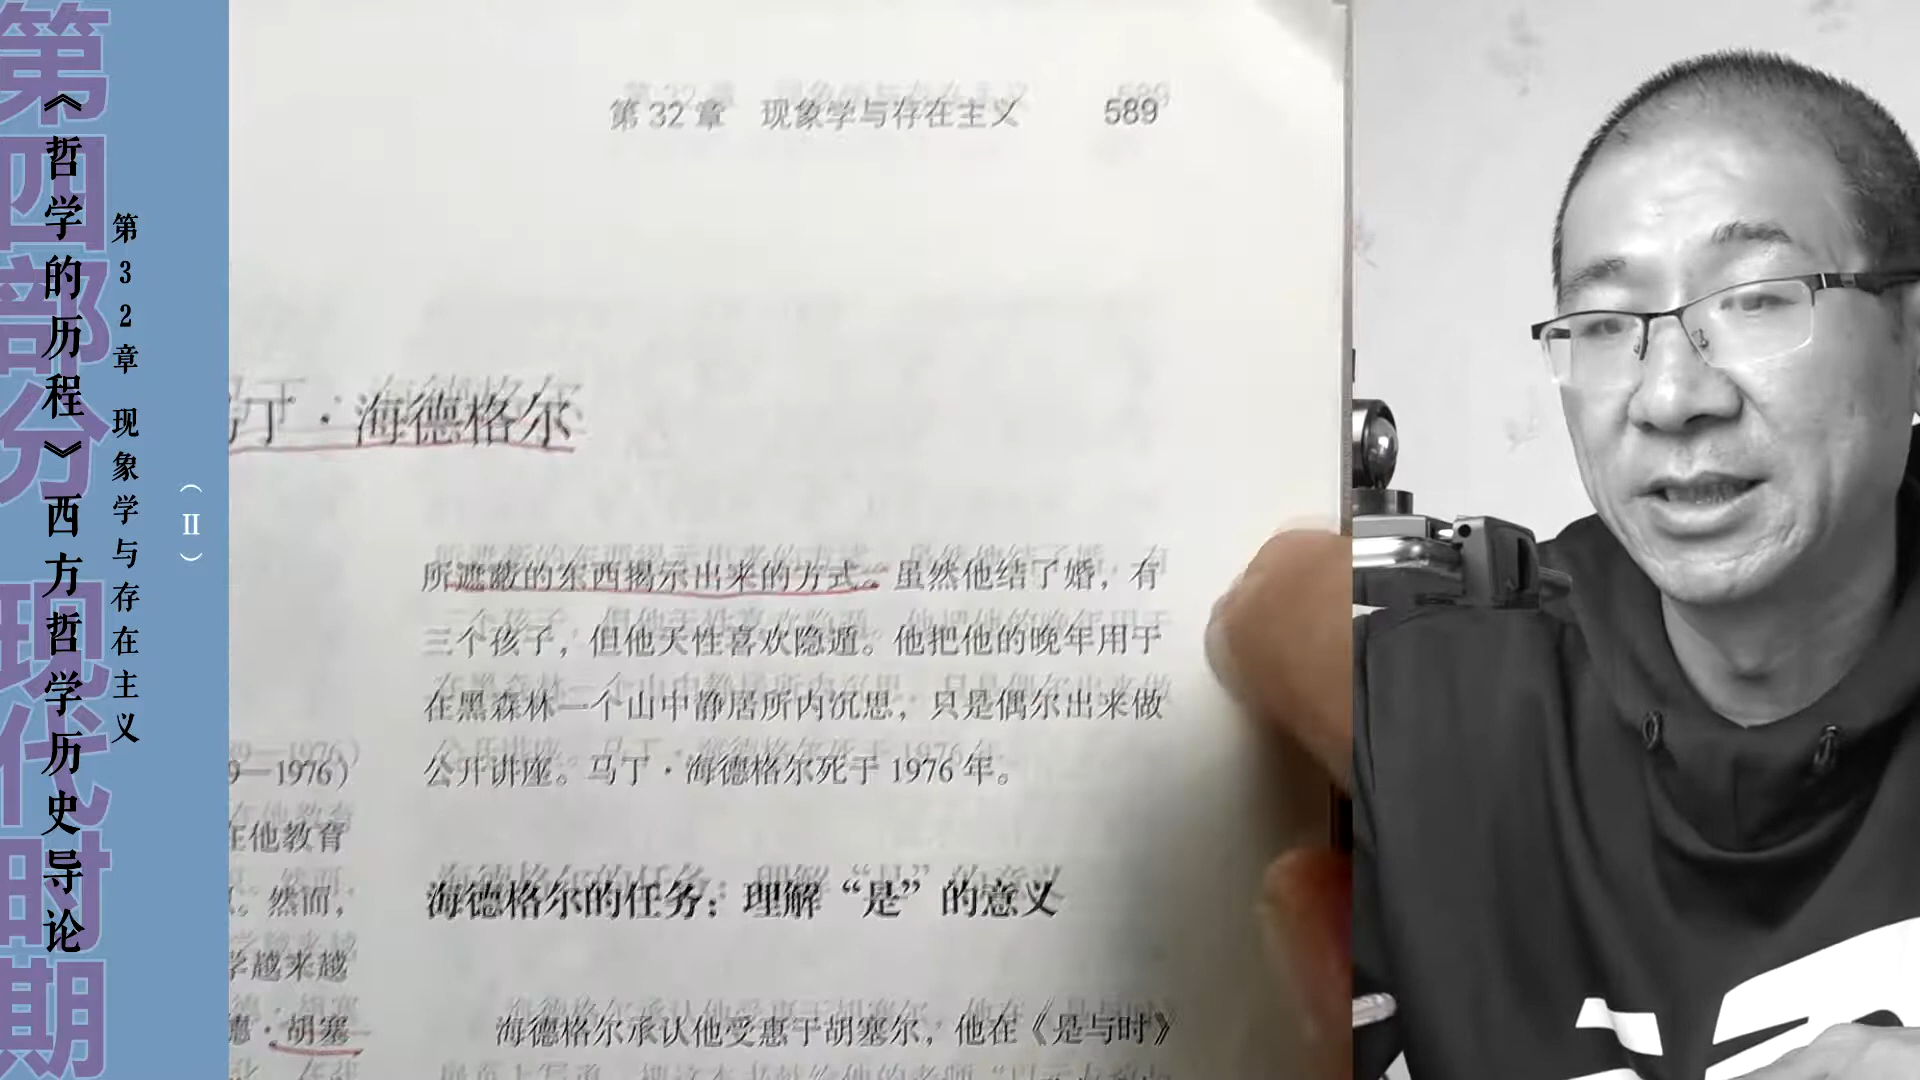 第四部分 现代时期
《哲学的历程》西方哲学历史导论
第32章 现象学与存在主义
（Ⅱ）
第 32 章 现象学与存在主义 589
马丁·海德格尔
所遮蔽的东西揭示出来的方式。虽然他结了婚，有
三个孩子，但他天性喜欢隐遁。他把他的晚年用于
在黑森林一个山中静居所内沉思，只是偶尔出来做
公开讲座。马丁·海德格尔死于 1976 年。
海德格尔的任务：理解“是”的意义
海德格尔承认他受惠于胡塞尔，他在《是与时》
9—1976）
在他教育
。然而，
学越来越
德·胡塞